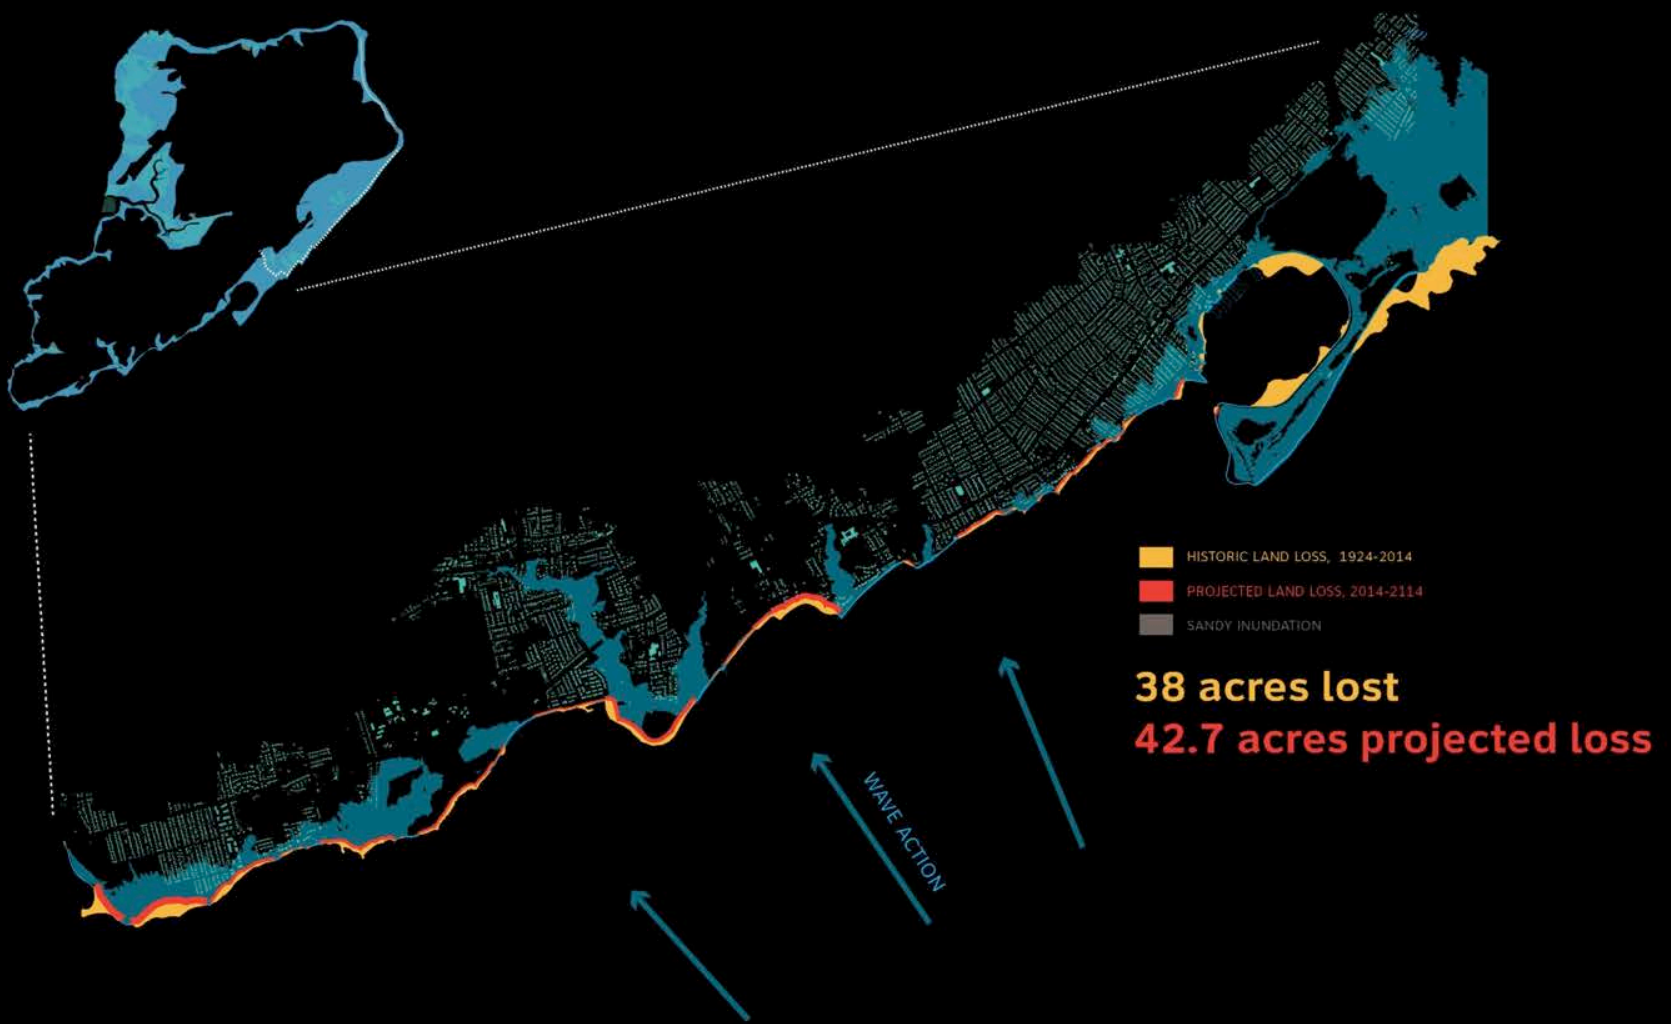 HISTORIC LAND LOSS, 1924-2014
PROJECTED LAND LOSS, 2014-2114
SANDY INUNDATION
38 acres lost
42.7 acres projected loss
WAVE ACTION